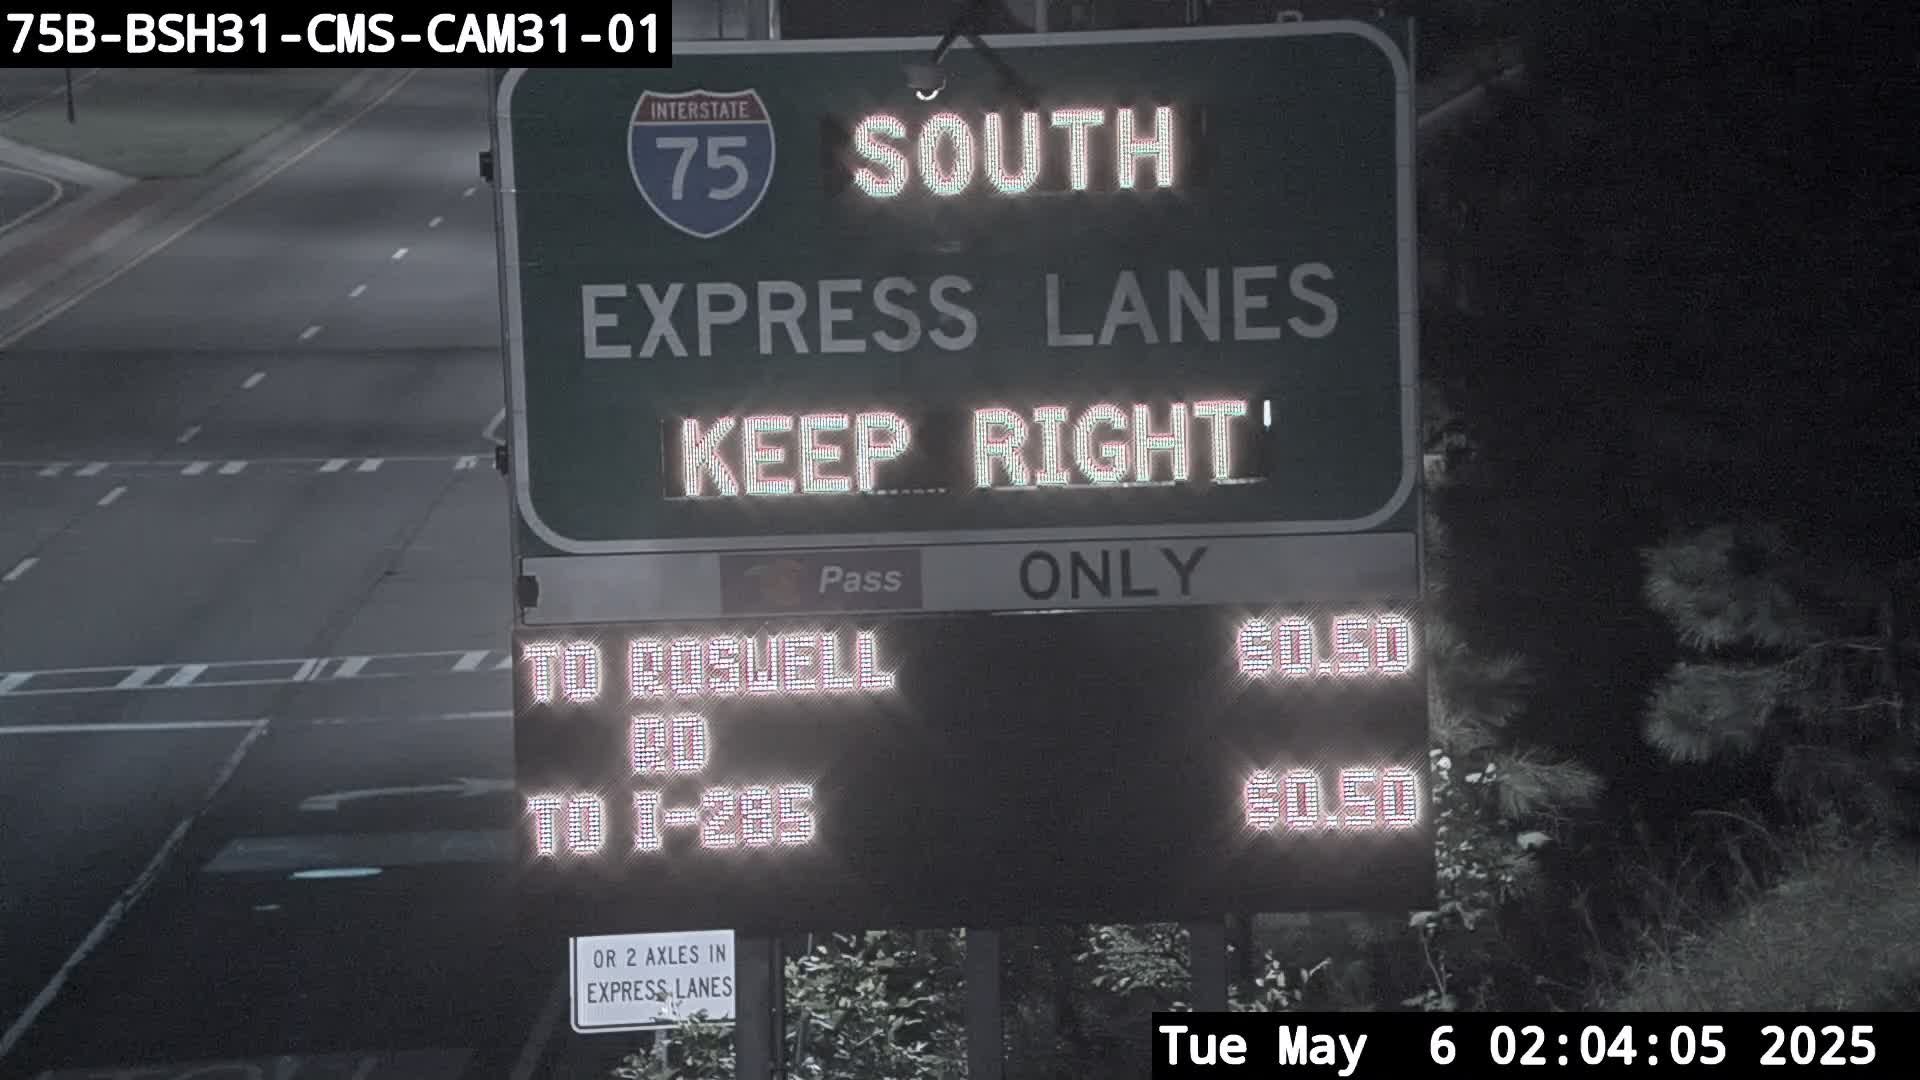 75B-BSH31-CMS-CAM31-01
INTERSTATE
75
SOUTH
EXPRESS LANES
KEEP RIGHT
Pass ONLY
TO ROSWELL $0.50
RD
TO I-285 $0.50
OR 2 AXLES IN
EXPRESS LANES
Tue May 6 02:04:05 2025